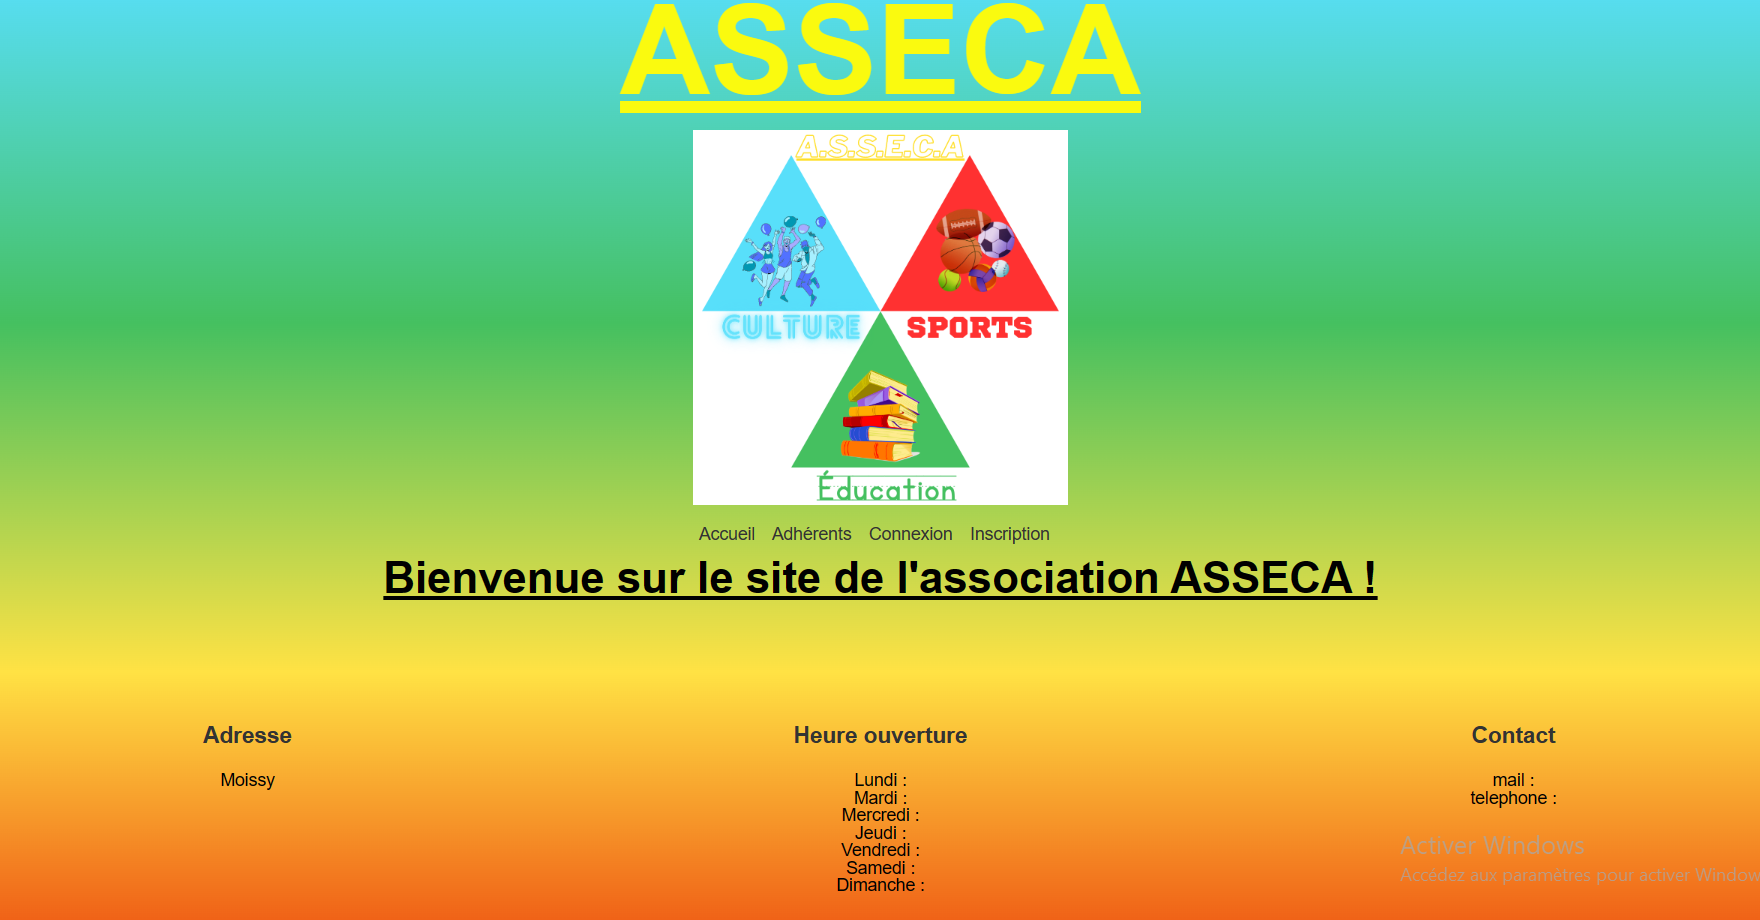 ASSECA
A.S.S.E.C.A
CULTURE
SPORTS
Éducation
Accueil Adhérents Connexion Inscription
Bienvenue sur le site de l'association ASSECA !
Adresse
Moissy
Heure ouverture
Lundi :
Mardi :
Mercredi :
Jeudi :
Vendredi :
Samedi :
Dimanche :
Contact
mail :
telephone :
Activer Windows
Accédez aux paramètres pour activer Window